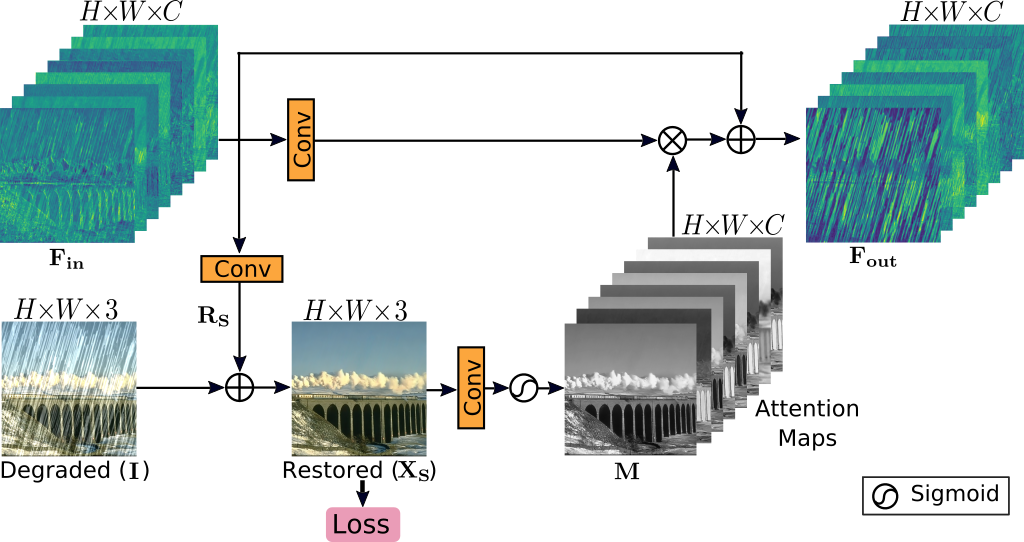 H×W×C
H×W×C
Conv
F_in
H×W×C
F_out
Conv
H×W×3
R_S
H×W×3
Conv
Attention
Maps
Degraded (I)
Restored (X_S)
M
Sigmoid
Loss